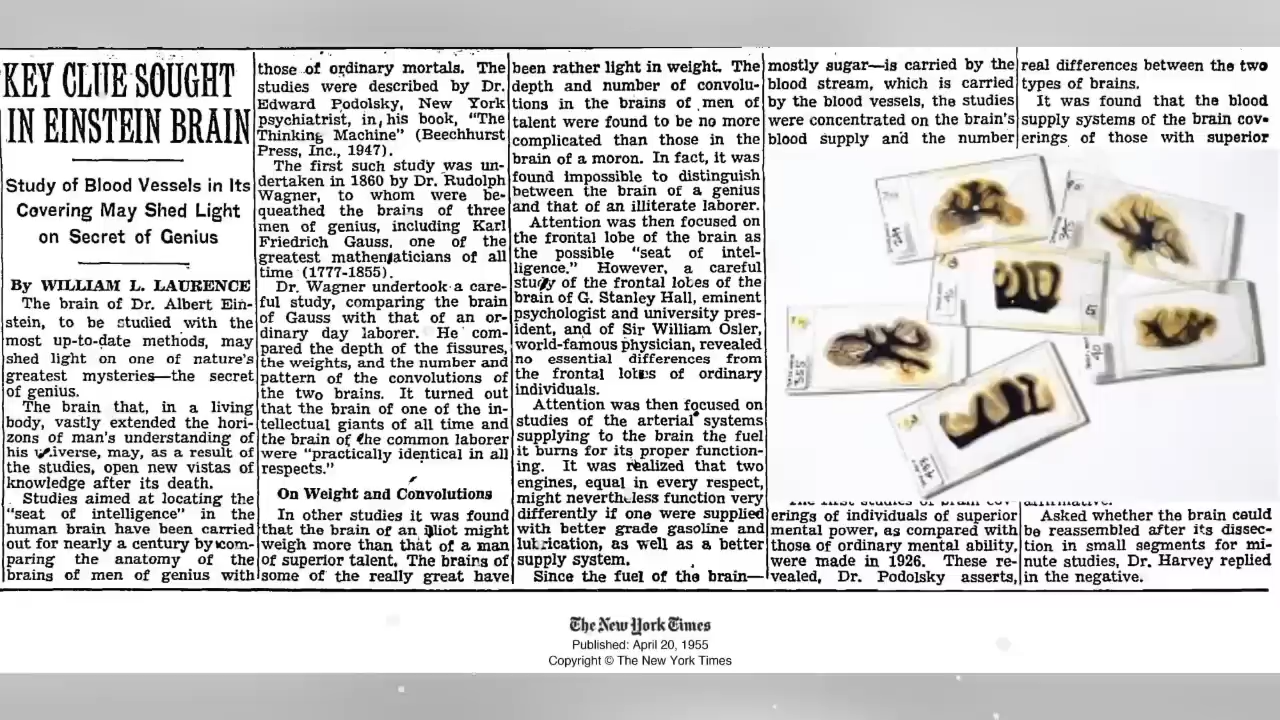 KEY CLUE SOUGHT
IN EINSTEIN BRAIN
Study of Blood Vessels in Its
Covering May Shed Light
on Secret of Genius
By WILLIAM L. LAURENCE
The brain of Dr. Albert Ein-
stein, to be studied with the
most up-to-date methods, may
shed light on one of nature's
greatest mysteries—the secret
of genius.
The brain that, in a living
body, vastly extended the hori-
zons of man's understanding of
his universe, may, as a result of
the studies, open new vistas of
knowledge after its death.
Studies aimed at locating the
"seat of intelligence" in the
human brain have been carried
out for nearly a century by com-
paring the anatomy of the
brains of men of genius with
those of ordinary mortals. The
studies were described by Dr.
Edward Podolsky, New York
psychiatrist, in his book, "The
Thinking Machine" (Beechhurst
Press, Inc., 1947).
The first such study was un-
dertaken in 1860 by Dr. Rudolph
Wagner, to whom were be-
queathed the brains of three
men of genius, including Karl
Friedrich Gauss, one of the
greatest mathematicians of all
time (1777-1855).
Dr. Wagner undertook a care-
ful study, comparing the brain
of Gauss with that of an or-
dinary day laborer. He com-
pared the depth of the fissures,
the weights, and the number and
pattern of the convolutions of
the two brains. It turned out
that the brain of one of the in-
tellectual giants of all time and
the brain of the common laborer
were "practically identical in all
respects."
On Weight and Convolutions
In other studies it was found
that the brain of an idiot might
weigh more than that of a man
of superior talent. The brains of
some of the really great have
been rather light in weight. The
depth and number of convolu-
tions in the brains of men of
talent were found to be no more
complicated than those in the
brain of a moron. In fact, it was
found impossible to distinguish
between the brain of a genius
and that of an illiterate laborer.
Attention was then focused on
the frontal lobe of the brain as
the possible "seat of intel-
ligence." However, a careful
study of the frontal lobes of the
brain of G. Stanley Hall, eminent
psychologist and university pres-
ident, and of Sir William Osler,
world-famous physician, revealed
no essential differences from
the frontal lobes of ordinary
individuals.
Attention was then focused on
studies of the arterial systems
supplying to the brain the fuel
it burns for its proper function-
ing. It was realized that two
engines, equal in every respect,
might nevertheless function very
differently if one were supplied
with better grade gasoline and
lubrication, as well as a better
supply system.
Since the fuel of the brain—
mostly sugar—is carried by the
blood stream, which is carried
by the blood vessels, the studies
were concentrated on the brain's
blood supply and the number
erings of individuals of superior
mental power, as compared with
those of ordinary mental ability,
were made in 1926. These re-
vealed, Dr. Podolsky asserts,
real differences between the two
types of brains.
It was found that the blood
supply systems of the brain cov-
erings of those with superior
Asked whether the brain could
be reassembled after its dissec-
tion in small segments for mi-
nute studies, Dr. Harvey replied
in the negative.
The New York Times
Published: April 20, 1955
Copyright © The New York Times